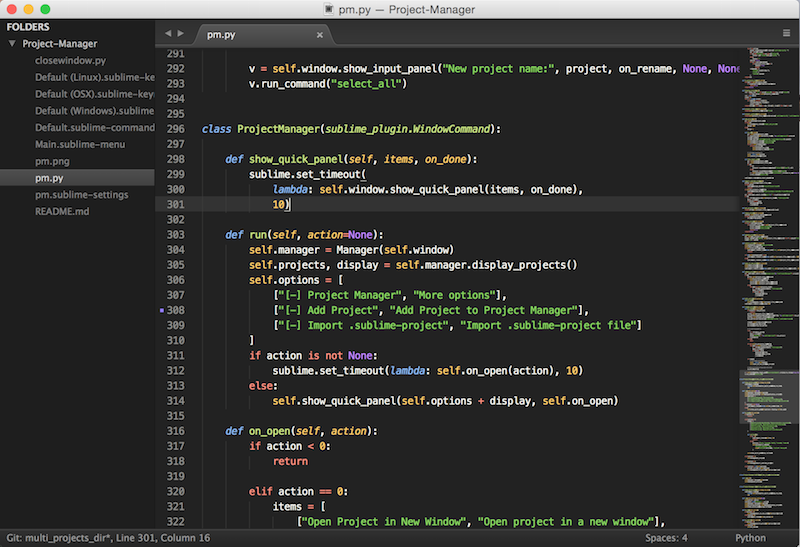 pm.py — Project-Manager
FOLDERS
Project-Manager
closewindow.py
Default (Linux).sublime-ke
Default (OSX).sublime-key
Default (Windows).sublime
Default.sublime-command
Main.sublime-menu
pm.png
pm.py
pm.sublime-settings
README.md
pm.py
291
292 v = self.window.show_input_panel("New project name:", project, on_rename, None, None
293 v.run_command("select_all")
294
295
296 class ProjectManager(sublime_plugin.WindowCommand):
297
298 def show_quick_panel(self, items, on_done):
299 sublime.set_timeout(
300 lambda: self.window.show_quick_panel(items, on_done),
301 10)
302
303 def run(self, action=None):
304 self.manager = Manager(self.window)
305 self.projects, display = self.manager.display_projects()
306 self.options = [
307 ["[-] Project Manager", "More options"],
308 ["[-] Add Project", "Add Project to Project Manager"],
309 ["[-] Import .sublime-project", "Import .sublime-project file"]
310 ]
311 if action is not None:
312 sublime.set_timeout(lambda: self.on_open(action), 10)
313 else:
314 self.show_quick_panel(self.options + display, self.on_open)
315
316 def on_open(self, action):
317 if action < 0:
318 return
319
320 elif action == 0:
321 items = [
322 ["Open Project in New Window", "Open project in a new window"],
Git: multi_projects_dir*, Line 301, Column 16
Spaces: 4
Python